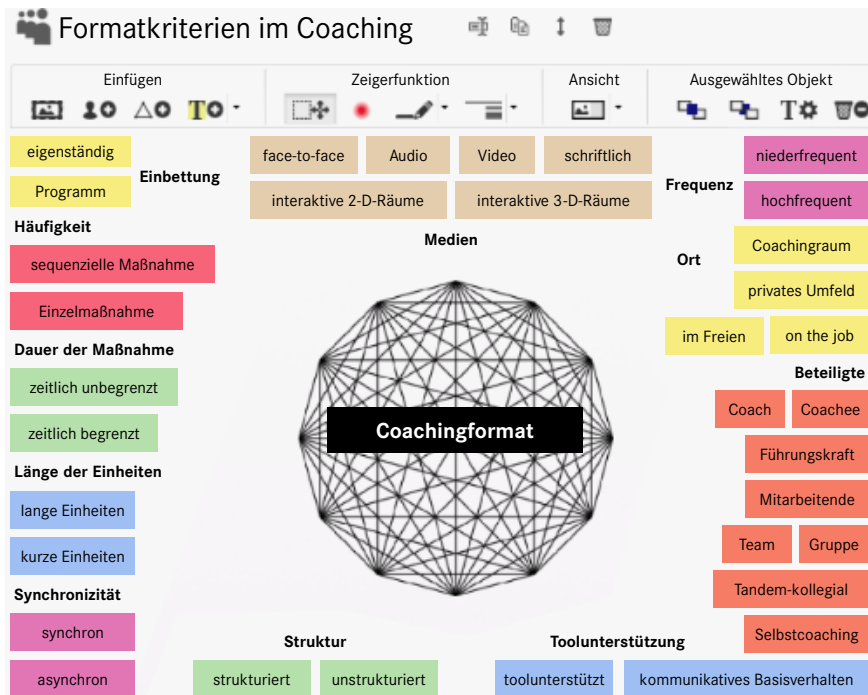 Formatkriterien im Coaching
Einfügen
Zeigerfunktion
Ansicht
Ausgewähltes Objekt
T
T
eigenständig
Programm
Einbettung
face-to-face
Audio
Video
schriftlich
interaktive 2-D-Räume
interaktive 3-D-Räume
Medien
Frequenz
niederfrequent
hochfrequent
Häufigkeit
sequenzielle Maßnahme
Einzelmaßnahme
Ort
Coachingraum
privates Umfeld
im Freien
on the job
Dauer der Maßnahme
zeitlich unbegrenzt
zeitlich begrenzt
Coachingformat
Beteiligte
Coach
Coachee
Führungskraft
Mitarbeitende
Team
Gruppe
Tandem-kollegial
Selbstcoaching
Länge der Einheiten
lange Einheiten
kurze Einheiten
Synchronizität
synchron
asynchron
Struktur
strukturiert
unstrukturiert
Toolunterstützung
toolunterstützt
kommunikatives Basisverhalten